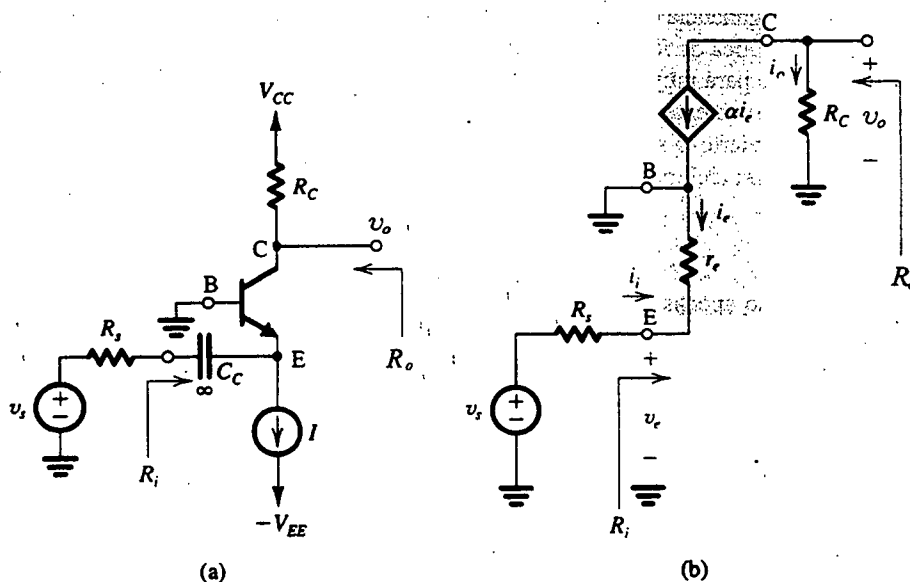 V_CC
R_C
v_o
C
B
R_s
E
C_C
∞
R_o
v_s
+
−
I
R_i
−V_EE
(a)
C
i_c
+
αi_e
R_C
v_o
−
B
i_e
r_e
i_i
R_s
E
+
v_s
+
−
v_e
−
R_i
(b)